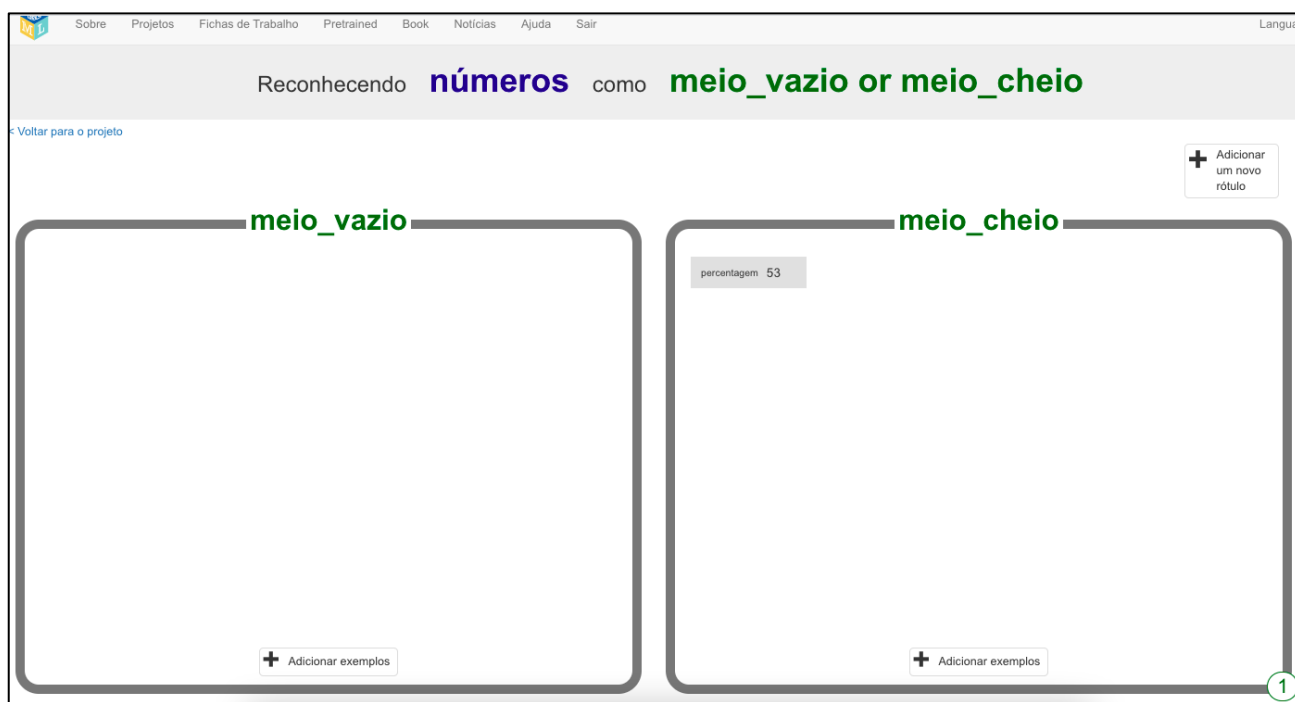 Sobre Projetos Fichas de Trabalho Pretrained Book Notícias Ajuda Sair Langua
Reconhecendo números como meio_vazio or meio_cheio
< Voltar para o projeto
Adicionar
um novo
rótulo
meio_vazio
meio_cheio
percentagem 53
Adicionar exemplos
Adicionar exemplos
1